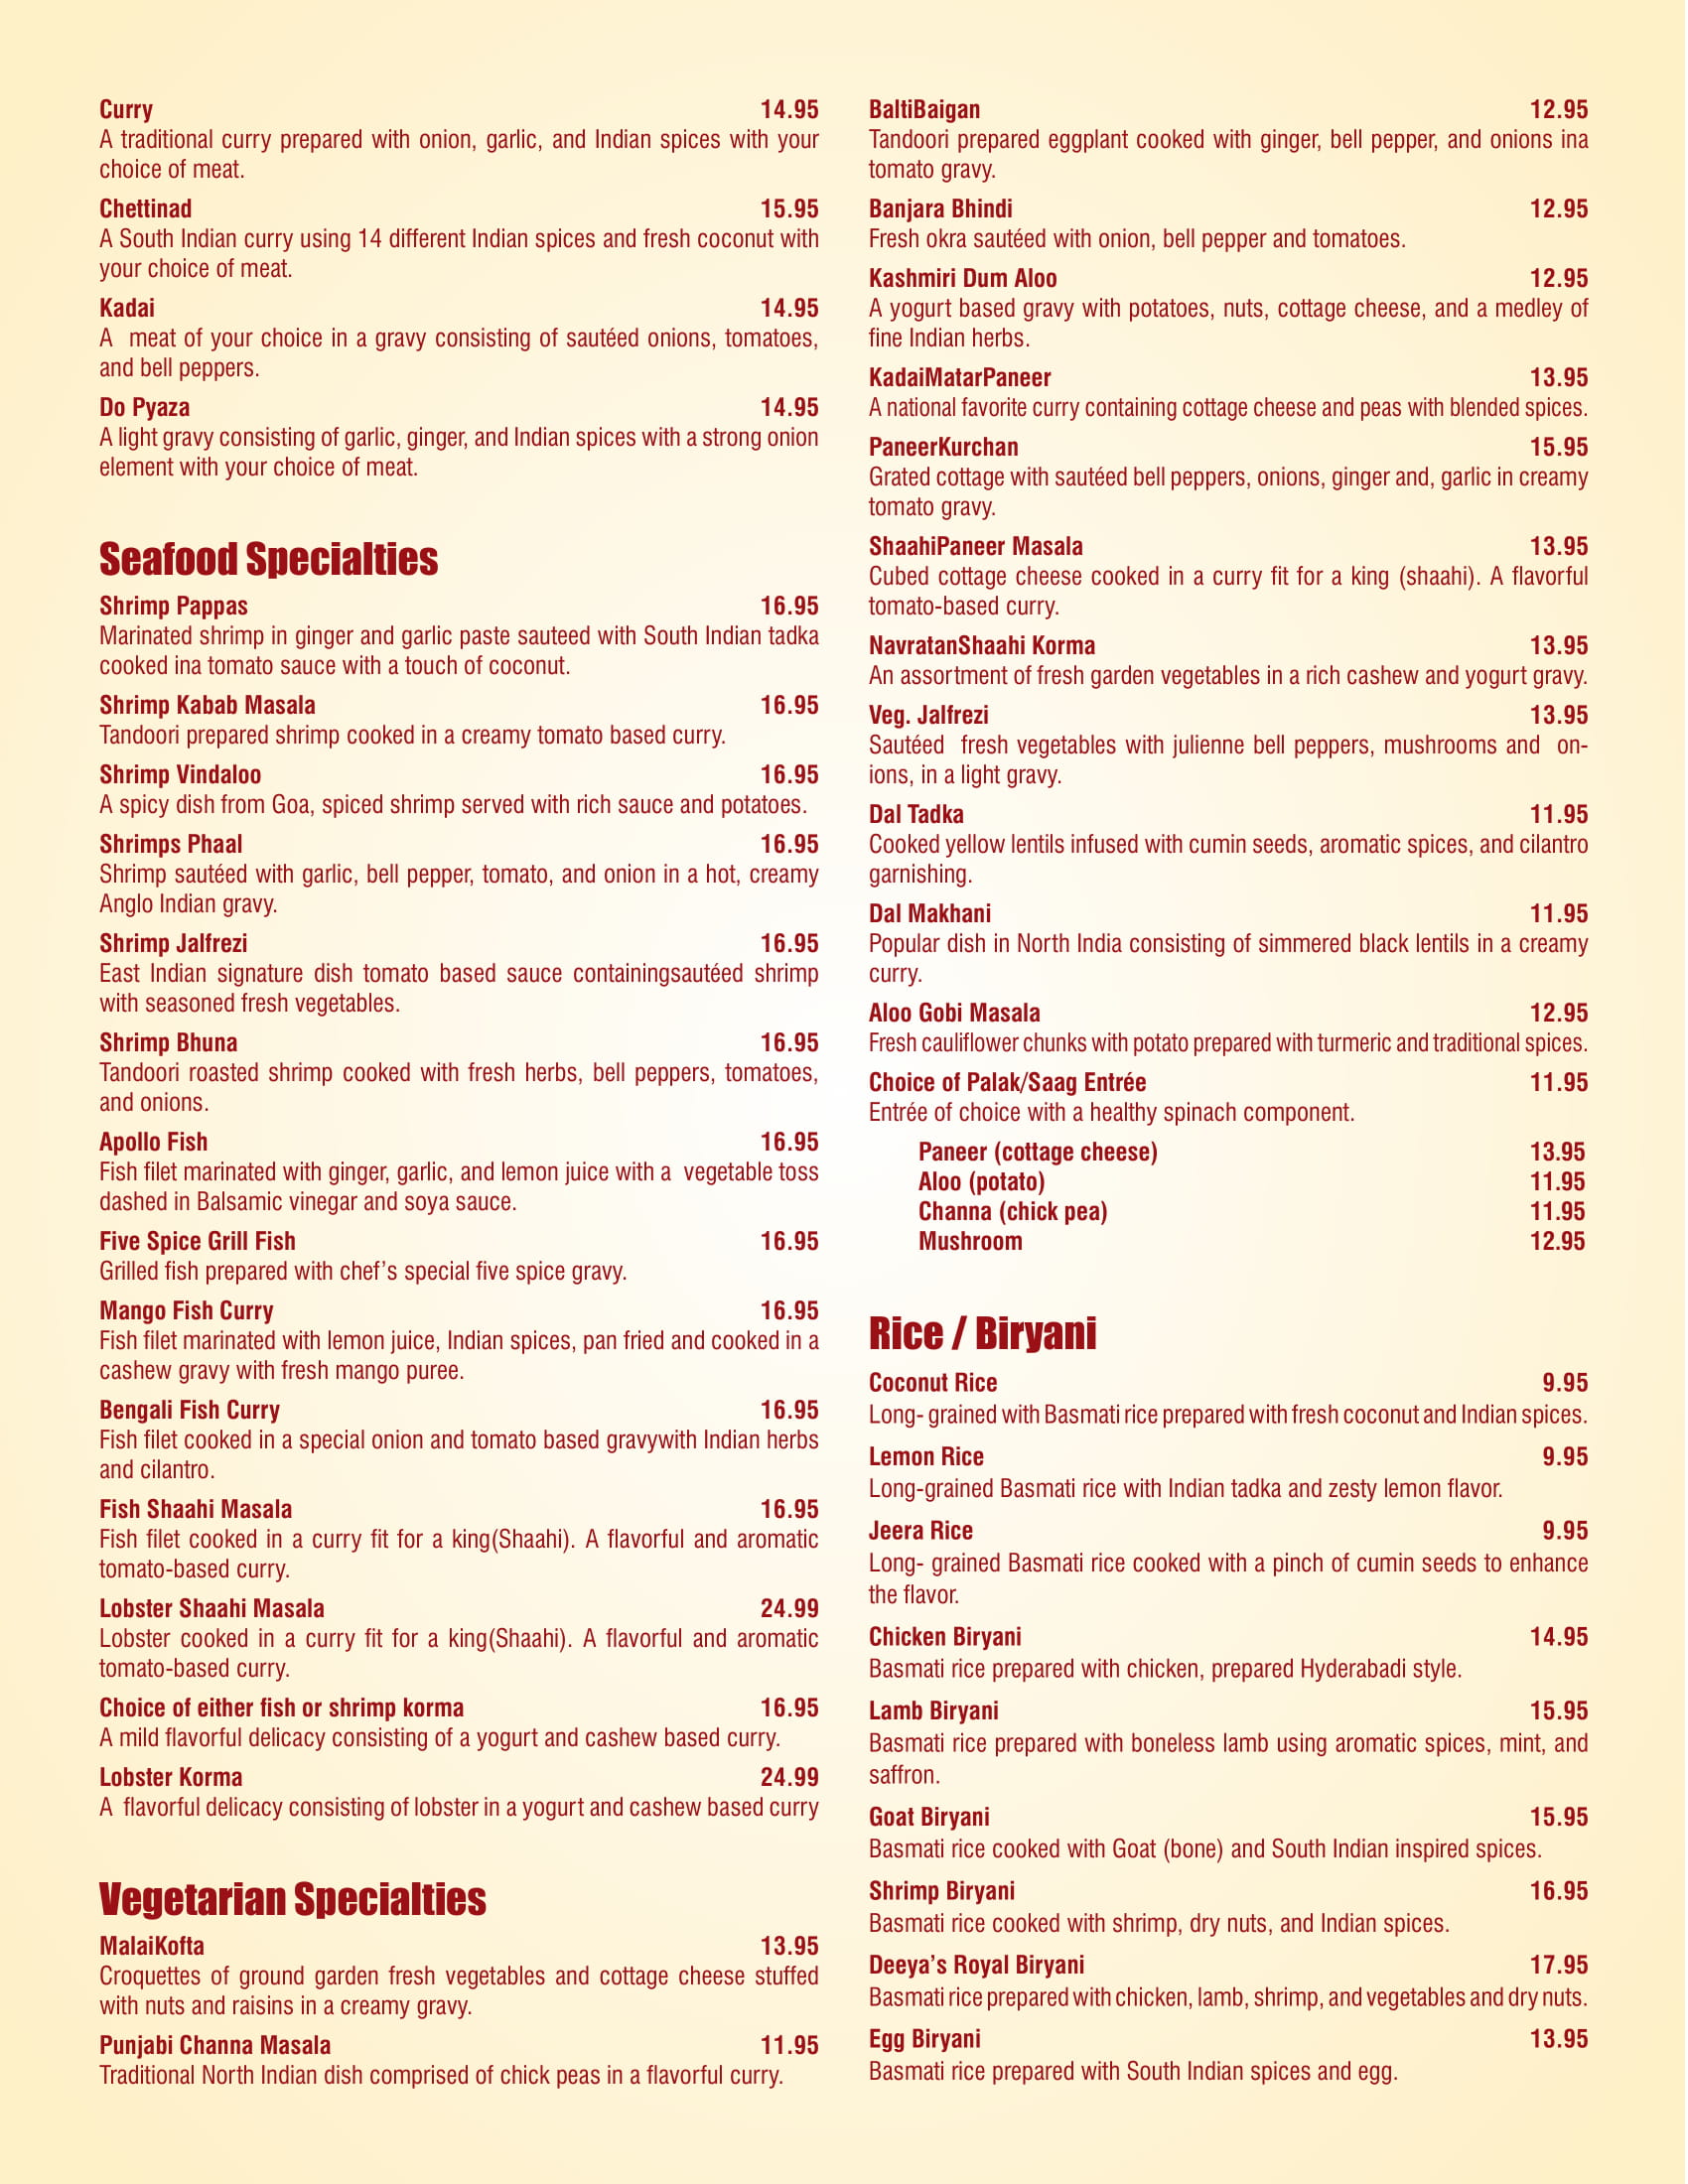 Curry 14.95
A traditional curry prepared with onion, garlic, and Indian spices with your
choice of meat.
Chettinad 15.95
A South Indian curry using 14 different Indian spices and fresh coconut with
your choice of meat.
Kadai 14.95
A  meat of your choice in a gravy consisting of sautéed onions, tomatoes,
and bell peppers.
Do Pyaza 14.95
A light gravy consisting of garlic, ginger, and Indian spices with a strong onion
element with your choice of meat.
Seafood Specialties
Shrimp Pappas 16.95
Marinated shrimp in ginger and garlic paste sauteed with South Indian tadka
cooked ina tomato sauce with a touch of coconut.
Shrimp Kabab Masala 16.95
Tandoori prepared shrimp cooked in a creamy tomato based curry.
Shrimp Vindaloo 16.95
A spicy dish from Goa, spiced shrimp served with rich sauce and potatoes.
Shrimps Phaal 16.95
Shrimp sautéed with garlic, bell pepper, tomato, and onion in a hot, creamy
Anglo Indian gravy.
Shrimp Jalfrezi 16.95
East Indian signature dish tomato based sauce containingsautéed shrimp
with seasoned fresh vegetables.
Shrimp Bhuna 16.95
Tandoori roasted shrimp cooked with fresh herbs, bell peppers, tomatoes,
and onions.
Apollo Fish 16.95
Fish filet marinated with ginger, garlic, and lemon juice with a  vegetable toss
dashed in Balsamic vinegar and soya sauce.
Five Spice Grill Fish 16.95
Grilled fish prepared with chef's special five spice gravy.
Mango Fish Curry 16.95
Fish filet marinated with lemon juice, Indian spices, pan fried and cooked in a
cashew gravy with fresh mango puree.
Bengali Fish Curry 16.95
Fish filet cooked in a special onion and tomato based gravywith Indian herbs
and cilantro.
Fish Shaahi Masala 16.95
Fish filet cooked in a curry fit for a king(Shaahi). A flavorful and aromatic
tomato-based curry.
Lobster Shaahi Masala 24.99
Lobster cooked in a curry fit for a king(Shaahi). A flavorful and aromatic
tomato-based curry.
Choice of either fish or shrimp korma 16.95
A mild flavorful delicacy consisting of a yogurt and cashew based curry.
Lobster Korma 24.99
A  flavorful delicacy consisting of lobster in a yogurt and cashew based curry
Vegetarian Specialties
MalaiKofta 13.95
Croquettes of ground garden fresh vegetables and cottage cheese stuffed
with nuts and raisins in a creamy gravy.
Punjabi Channa Masala 11.95
Traditional North Indian dish comprised of chick peas in a flavorful curry.
BaltiBaigan 12.95
Tandoori prepared eggplant cooked with ginger, bell pepper, and onions ina
tomato gravy.
Banjara Bhindi 12.95
Fresh okra sautéed with onion, bell pepper and tomatoes.
Kashmiri Dum Aloo 12.95
A yogurt based gravy with potatoes, nuts, cottage cheese, and a medley of
fine Indian herbs.
KadaiMatarPaneer 13.95
A national favorite curry containing cottage cheese and peas with blended spices.
PaneerKurchan 15.95
Grated cottage with sautéed bell peppers, onions, ginger and, garlic in creamy
tomato gravy.
ShaahiPaneer Masala 13.95
Cubed cottage cheese cooked in a curry fit for a king (shaahi). A flavorful
tomato-based curry.
NavratanShaahi Korma 13.95
An assortment of fresh garden vegetables in a rich cashew and yogurt gravy.
Veg. Jalfrezi 13.95
Sautéed  fresh vegetables with julienne bell peppers, mushrooms and  on-
ions, in a light gravy.
Dal Tadka 11.95
Cooked yellow lentils infused with cumin seeds, aromatic spices, and cilantro
garnishing.
Dal Makhani 11.95
Popular dish in North India consisting of simmered black lentils in a creamy
curry.
Aloo Gobi Masala 12.95
Fresh cauliflower chunks with potato prepared with turmeric and traditional spices.
Choice of Palak/Saag Entrée 11.95
Entrée of choice with a healthy spinach component.
Paneer (cottage cheese) 13.95
Aloo (potato) 11.95
Channa (chick pea) 11.95
Mushroom 12.95
Rice / Biryani
Coconut Rice 9.95
Long- grained with Basmati rice prepared with fresh coconut and Indian spices.
Lemon Rice 9.95
Long-grained Basmati rice with Indian tadka and zesty lemon flavor.
Jeera Rice 9.95
Long- grained Basmati rice cooked with a pinch of cumin seeds to enhance
the flavor.
Chicken Biryani 14.95
Basmati rice prepared with chicken, prepared Hyderabadi style.
Lamb Biryani 15.95
Basmati rice prepared with boneless lamb using aromatic spices, mint, and
saffron.
Goat Biryani 15.95
Basmati rice cooked with Goat (bone) and South Indian inspired spices.
Shrimp Biryani 16.95
Basmati rice cooked with shrimp, dry nuts, and Indian spices.
Deeya's Royal Biryani 17.95
Basmati rice prepared with chicken, lamb, shrimp, and vegetables and dry nuts.
Egg Biryani 13.95
Basmati rice prepared with South Indian spices and egg.